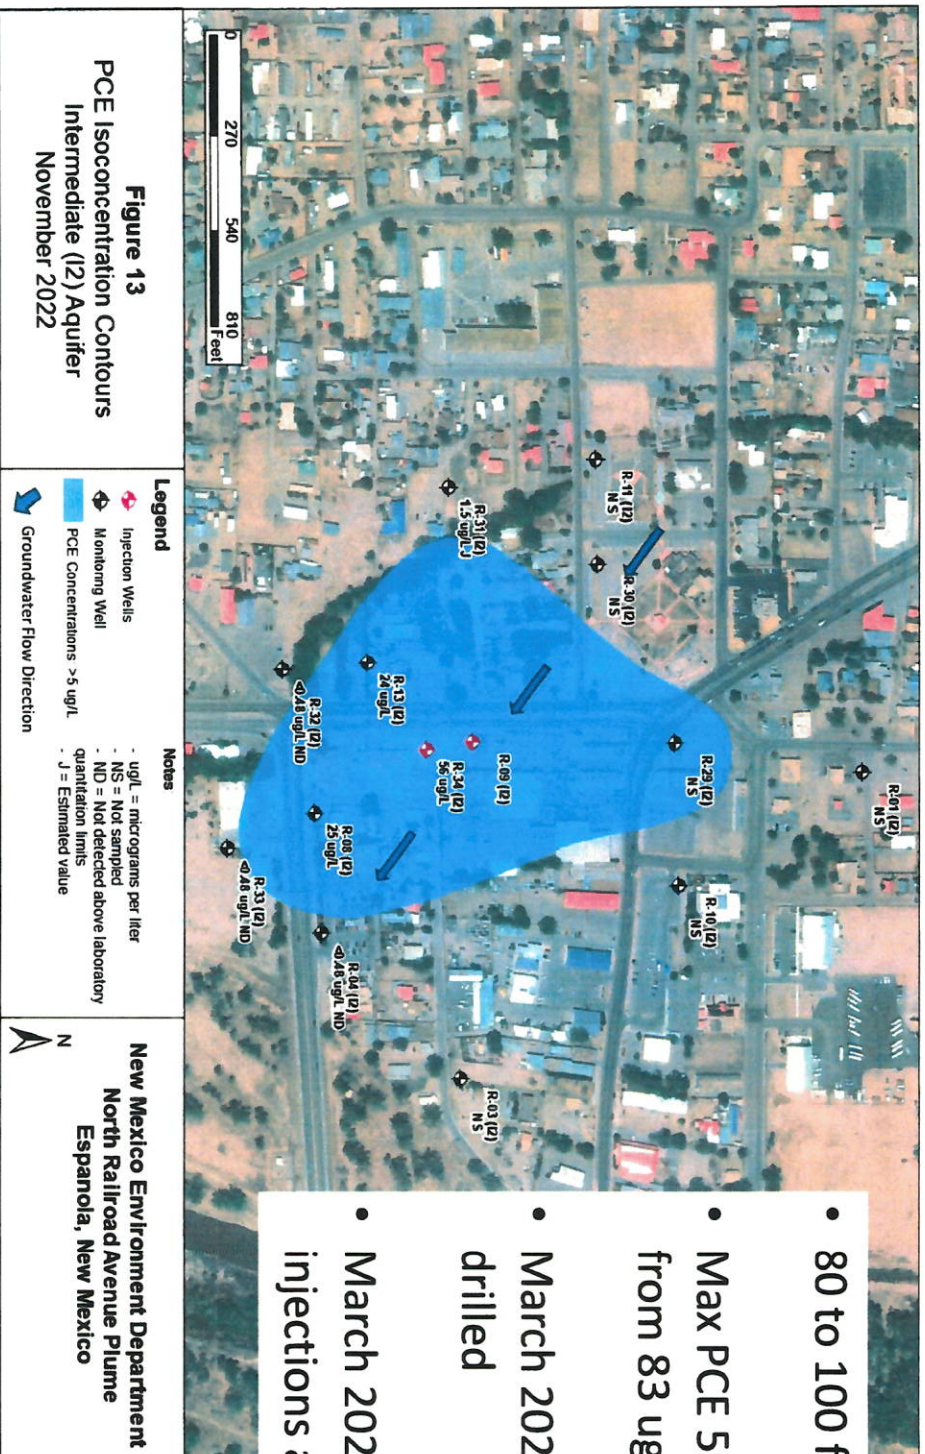 80 to 100 f
Max PCE 5
from 83 ug
March 202
drilled
March 202
injections a
R-01 (I2)
NS
R-29 (I2)
NS
R-10 (I2)
NS
R-11 (I2)
NS
R-30 (I2)
NS
R-09 (I2)
R-03 (I2)
NS
R-31 (I2)
1.5 ug/L J
R-34 (I2)
56 ug/L
R-13 (I2)
24 ug/L
R-08 (I2)
25 ug/L
R-04 (I2)
<0.48 ug/L ND
R-32 (I2)
<0.48 ug/L ND
R-33 (I2)
<0.48 ug/L ND
0 270 540 810
Feet
Figure 13
PCE Isoconcentration Contours
Intermediate (I2) Aquifer
November 2022
Legend
Injection Wells
Monitoring Well
PCE Concentrations >5 ug/L
Groundwater Flow Direction
Notes
- ug/L = micrograms per liter
- NS = Not sampled
- ND = Not detected above laboratory
quantitation limits
- J = Estimated value
N
New Mexico Environment Department
North Railroad Avenue Plume
Espanola, New Mexico